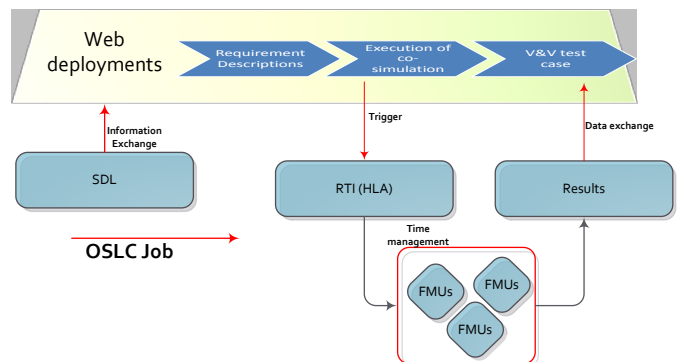 Web
deployments
Requirement
Descriptions
Execution of
co-
simulation
V&V test
case
Information
Exchange
Trigger
Data exchange
SDL
RTI (HLA)
Results
OSLC Job
Time
management
FMUs
FMUs
FMUs